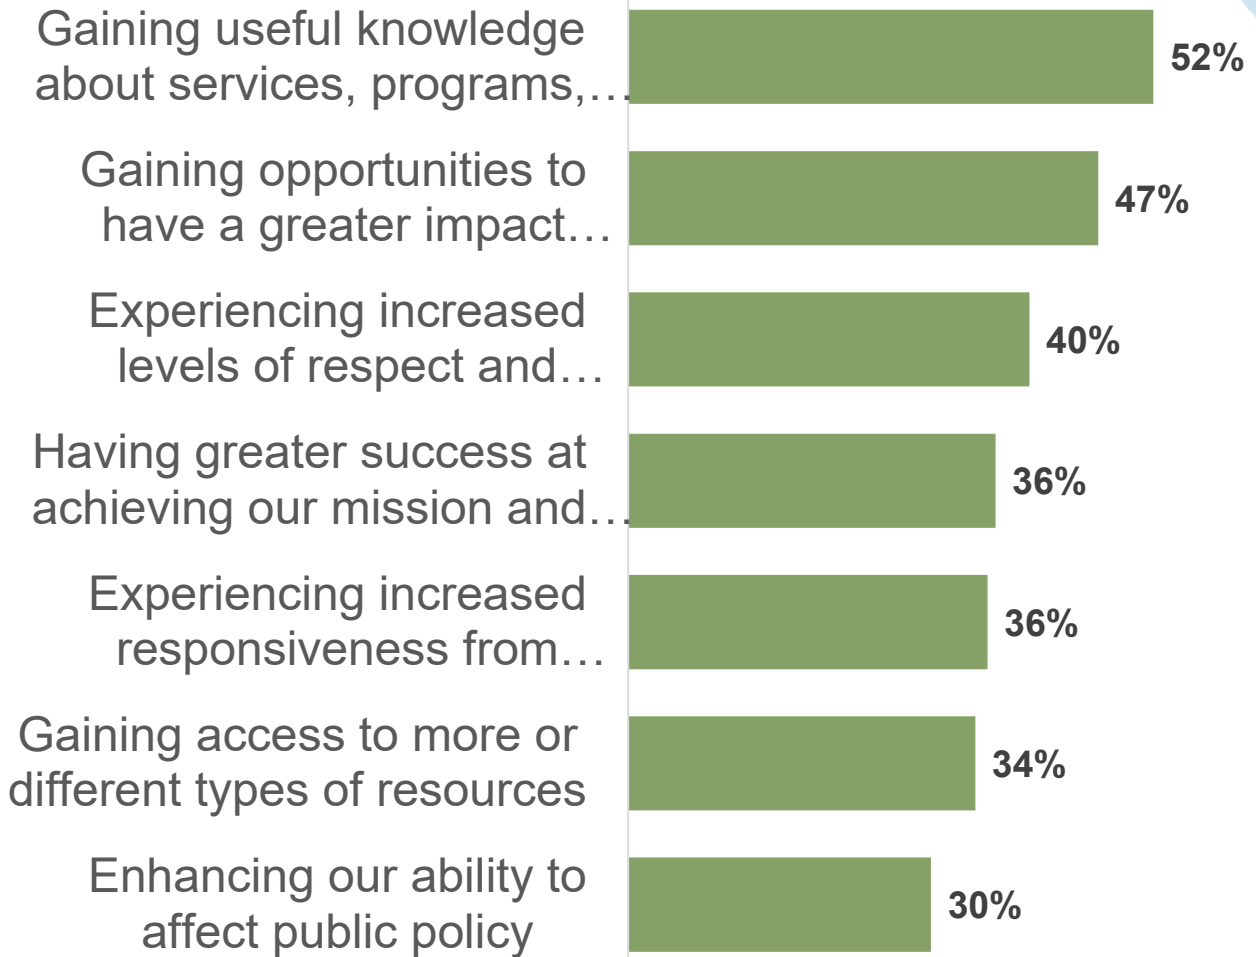 Gaining useful knowledge
about services, programs,…
52%
Gaining opportunities to
have a greater impact…
47%
Experiencing increased
levels of respect and…
40%
Having greater success at
achieving our mission and…
36%
Experiencing increased
responsiveness from…
36%
Gaining access to more or
different types of resources
34%
Enhancing our ability to
affect public policy
30%